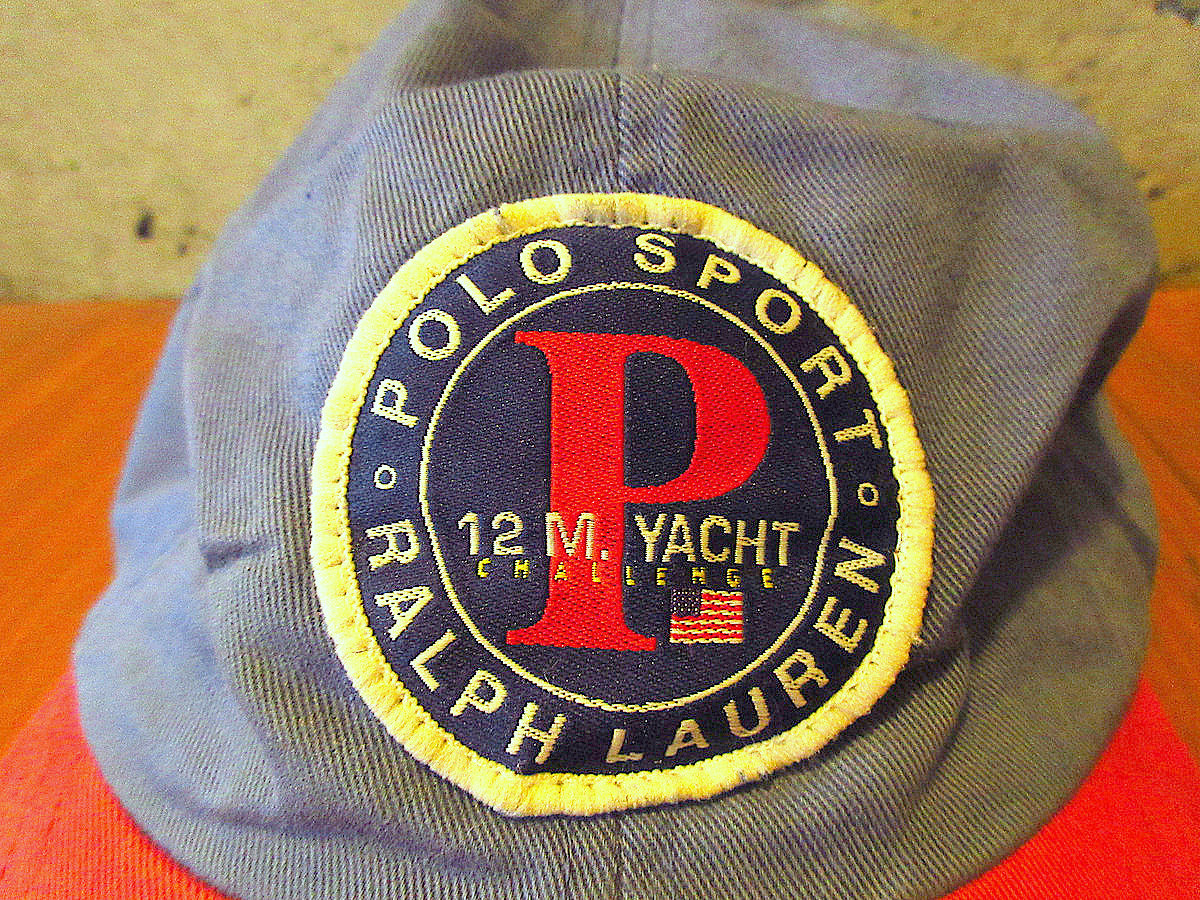 POLO SPORT
P
12 M. YACHT
CHALLENGE
RALPH LAUREN